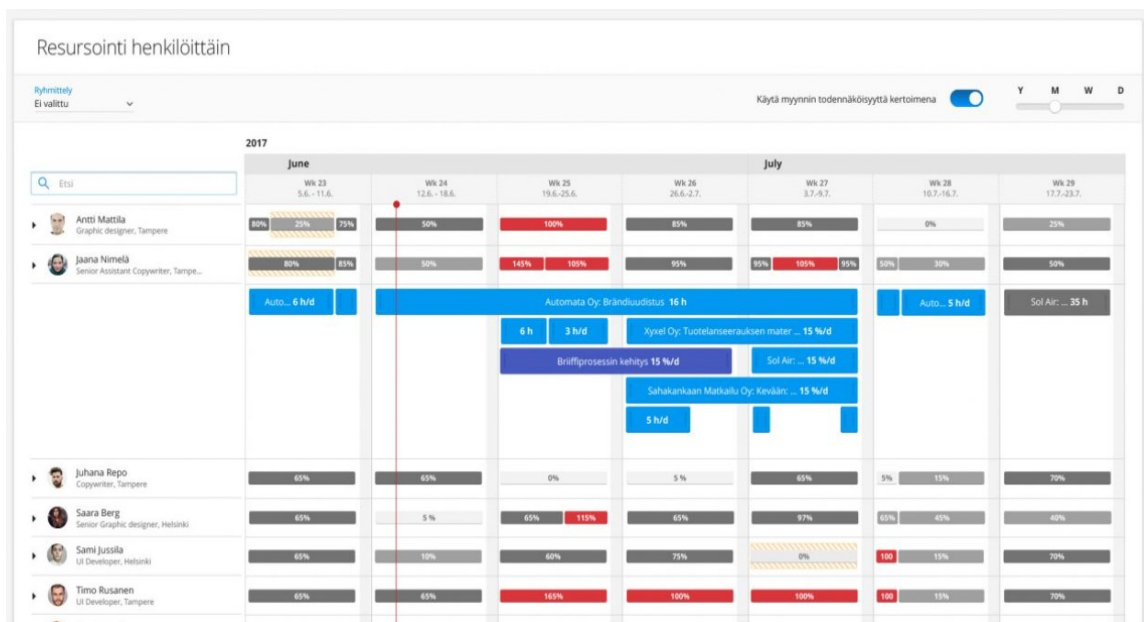 Resursointi henkilöittäin
Ryhmittely
Ei valittu
Käytä myynnin todennäköisyyttä kertoimena
Y M W D
2017
June July
Etsi
Wk 23 Wk 24 Wk 25 Wk 26 Wk 27 Wk 28 Wk 29
5.6. - 11.6. 12.6. - 18.6. 19.6.-25.6. 26.6.-2.7. 3.7.-9.7. 10.7.-16.7. 17.7.-23.7.
Antti Mattila
Graphic designer, Tampere
80% 25% 75% 50% 100% 85% 85% 0% 25%
Jaana Nimelä
Senior Assistant Copywriter, Tampe...
80% 85% 50% 145% 105% 95% 95% 105% 95% 50% 30% 50%
Auto... 6 h/d Automata Oy: Brändiuudistus 16 h Auto... 5 h/d Sol Air: ... 35 h
6 h 3 h/d Xyxel Oy: Tuotelanseerauksen mater ... 15 %/d
Briiffiprosessin kehitys 15 %/d Sol Air: ... 15 %/d
Sahakankaan Matkailu Oy: Kevään: ... 15 %/d
5 h/d
Juhana Repo
Copywriter, Tampere
65% 65% 0% 5 % 65% 5% 15% 70%
Saara Berg
Senior Graphic designer, Helsinki
65% 5 % 65% 115% 65% 97% 65% 45% 40%
Sami Jussila
UI Developer, Helsinki
65% 10% 60% 75% 0% 100 15% 70%
Timo Rusanen
UI Developer, Tampere
65% 65% 165% 100% 100% 100 15% 70%